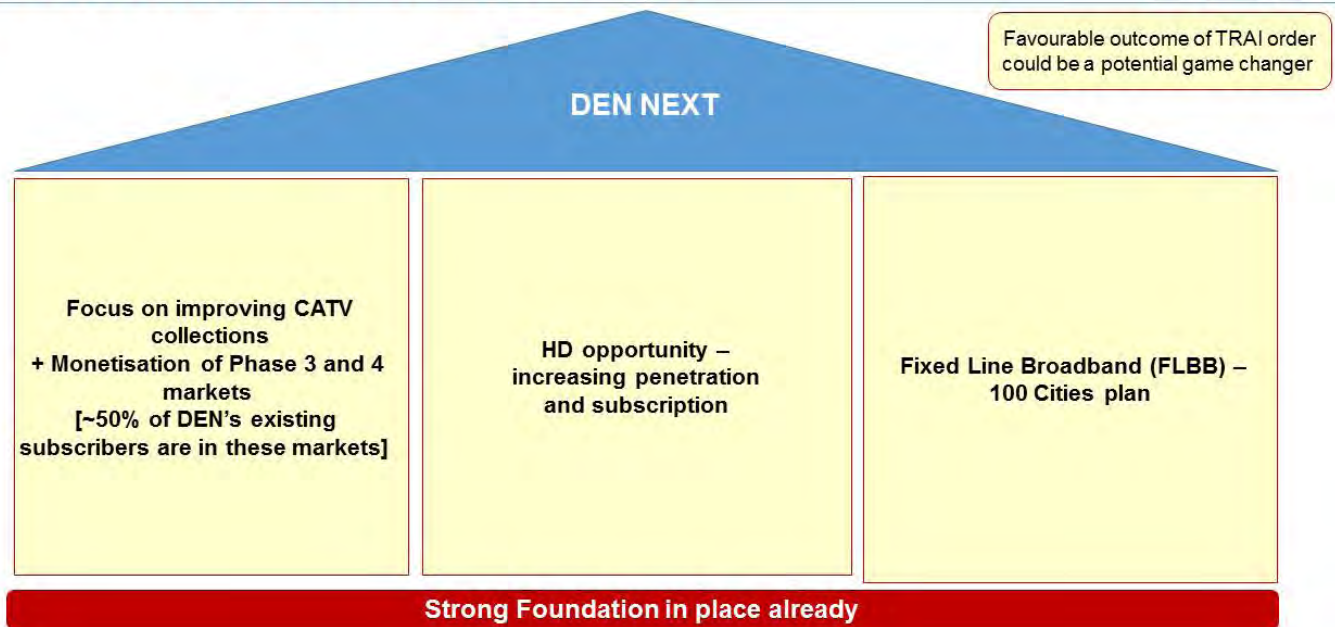 Favourable outcome of TRAI order
could be a potential game changer
DEN NEXT
Focus on improving CATV
collections
+ Monetisation of Phase 3 and 4
markets
[~50% of DEN's existing
subscribers are in these markets]
HD opportunity –
increasing penetration
and subscription
Fixed Line Broadband (FLBB) –
100 Cities plan
Strong Foundation in place already